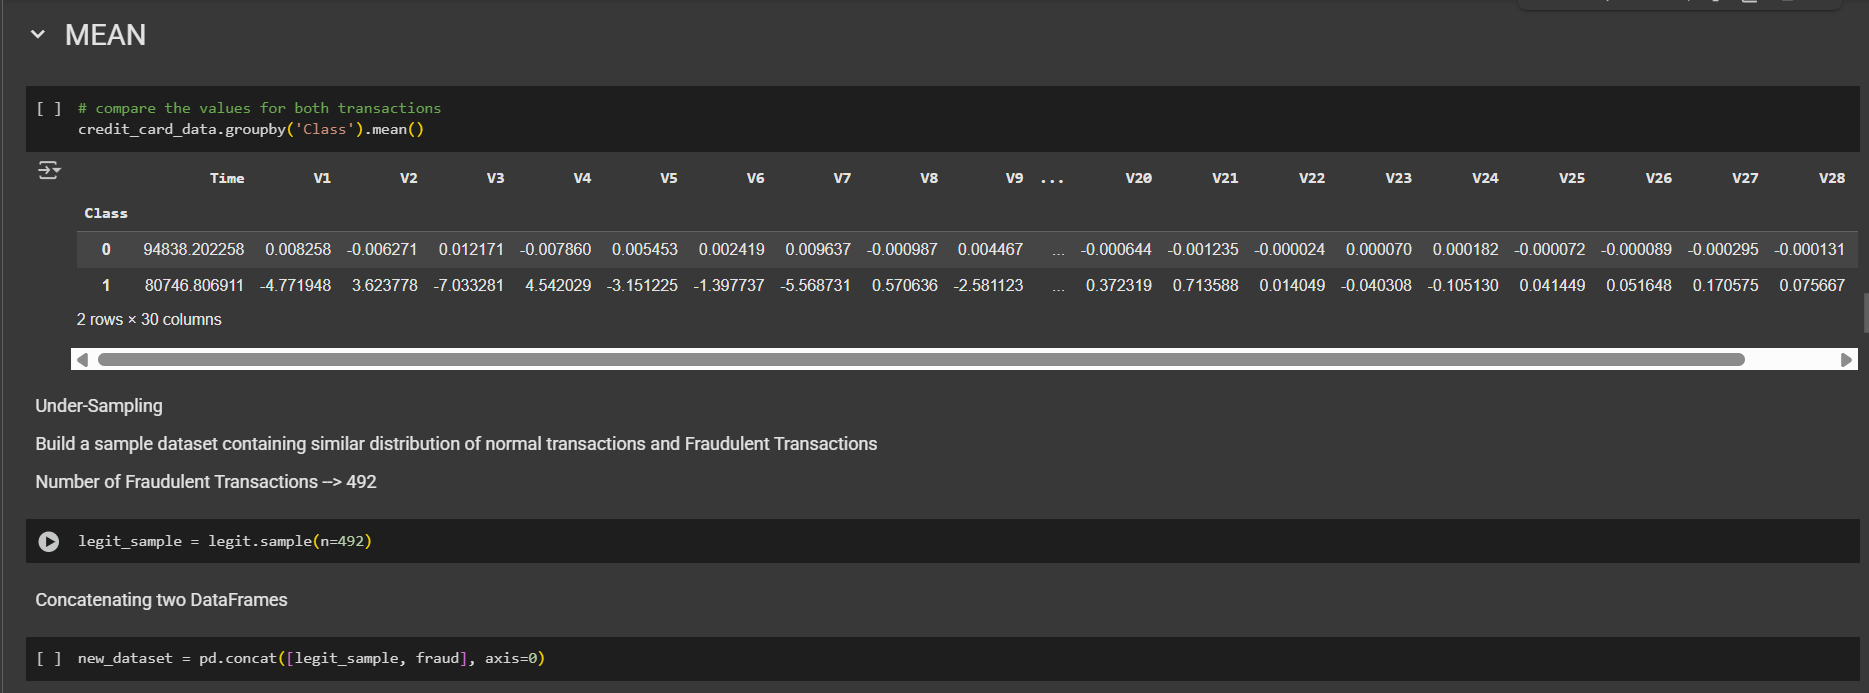 MEAN
[ ] # compare the values for both transactions
credit_card_data.groupby('Class').mean()
Time V1 V2 V3 V4 V5 V6 V7 V8 V9 ... V20 V21 V22 V23 V24 V25 V26 V27 V28
Class
0 94838.202258 0.008258 -0.006271 0.012171 -0.007860 0.005453 0.002419 0.009637 -0.000987 0.004467 ... -0.000644 -0.001235 -0.000024 0.000070 0.000182 -0.000072 -0.000089 -0.000295 -0.000131
1 80746.806911 -4.771948 3.623778 -7.033281 4.542029 -3.151225 -1.397737 -5.568731 0.570636 -2.581123 ... 0.372319 0.713588 0.014049 -0.040308 -0.105130 0.041449 0.051648 0.170575 0.075667
2 rows × 30 columns
Under-Sampling
Build a sample dataset containing similar distribution of normal transactions and Fraudulent Transactions
Number of Fraudulent Transactions --> 492
legit_sample = legit.sample(n=492)
Concatenating two DataFrames
[ ] new_dataset = pd.concat([legit_sample, fraud], axis=0)